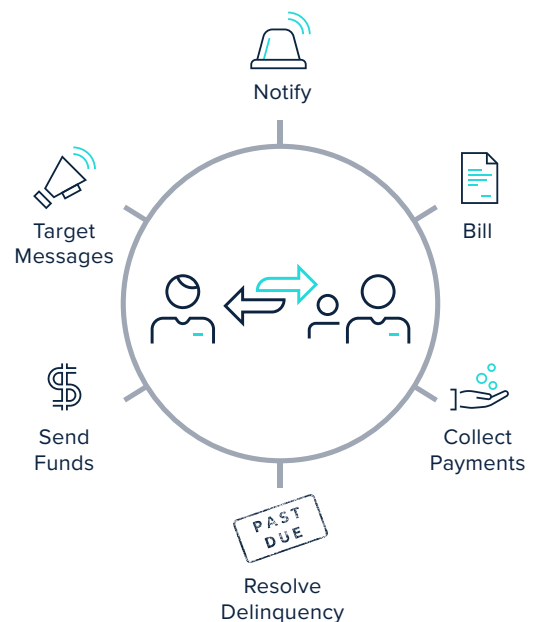 Notify
Target
Messages
Bill
Send
Funds
Collect
Payments
PAST
DUE
Resolve
Delinquency